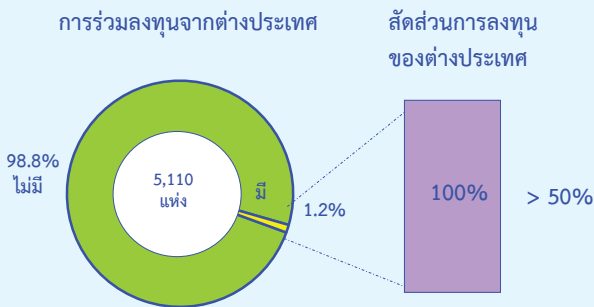 การร่วมลงทุนจากต่างประเทศ
สัดส่วนการลงทุน
ของต่างประเทศ
98.8%
ไม่มี
5,110
แห่ง
มี
1.2%
100%
> 50%